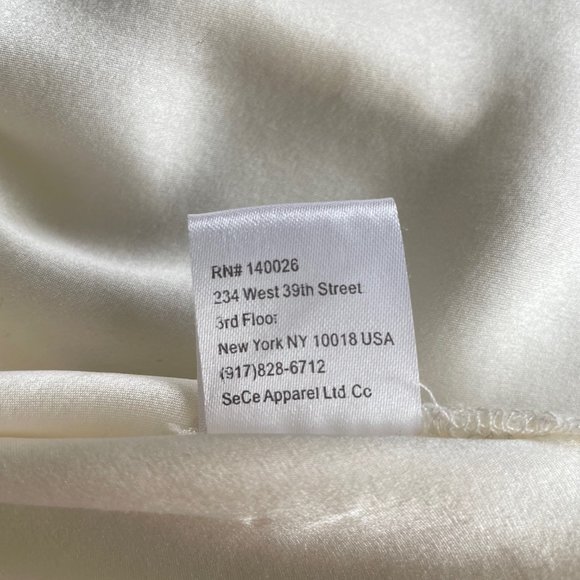 RN# 140026
234 West 39th Street
3rd Floor
New York NY 10018 USA
(917)828-6712
SeCe Apparel Ltd Co